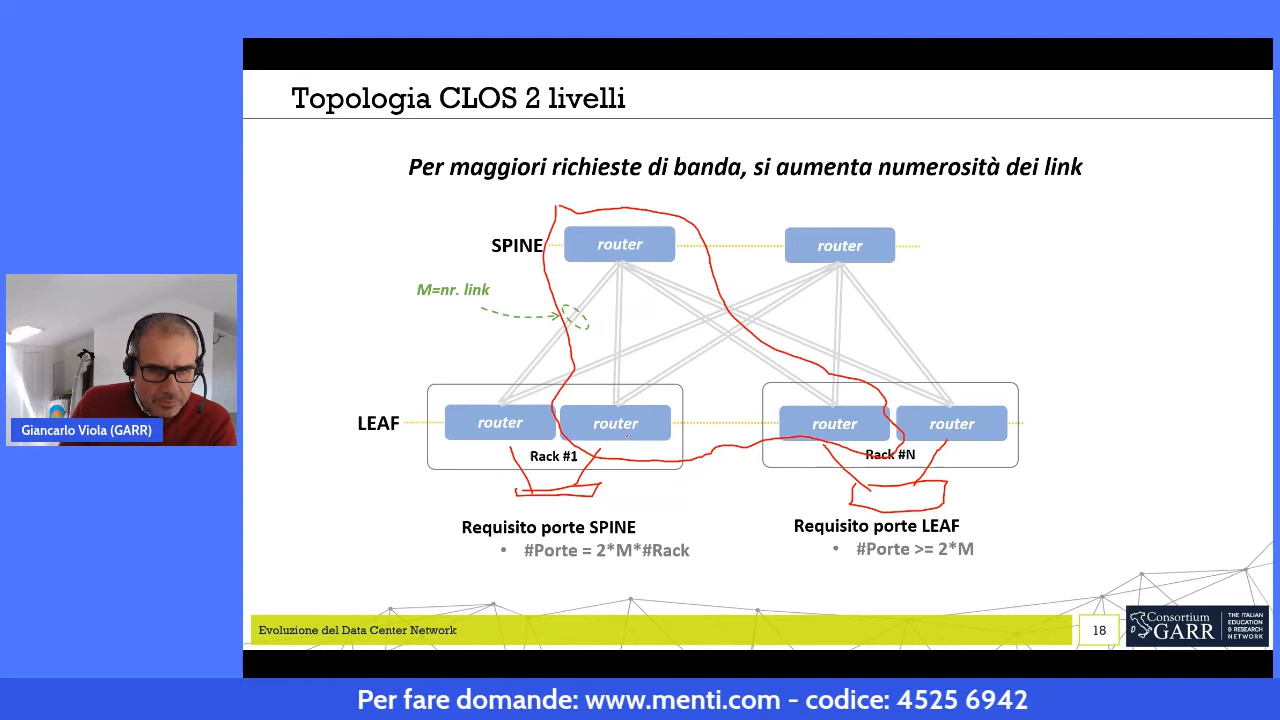 Topologia CLOS 2 livelli
Per maggiori richieste di banda, si aumenta numerosità dei link
SPINE
router
router
M=nr. link
LEAF
router
router
router
router
Rack #1
Rack #N
Giancarlo Viola (GARR)
Requisito porte SPINE
• #Porte = 2*M*#Rack
Requisito porte LEAF
• #Porte >= 2*M
Evoluzione del Data Center Network
18
Consortium
GARR
THE ITALIAN
EDUCATION
& RESEARCH
NETWORK
Per fare domande: www.menti.com - codice: 4525 6942